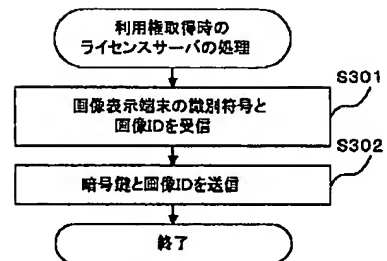 利用権取得時の
ライセンスサーバの処理
S301
画像表示端末の識別符号と
画像IDを受信
S302
暗号鍵と画像IDを送信
終了